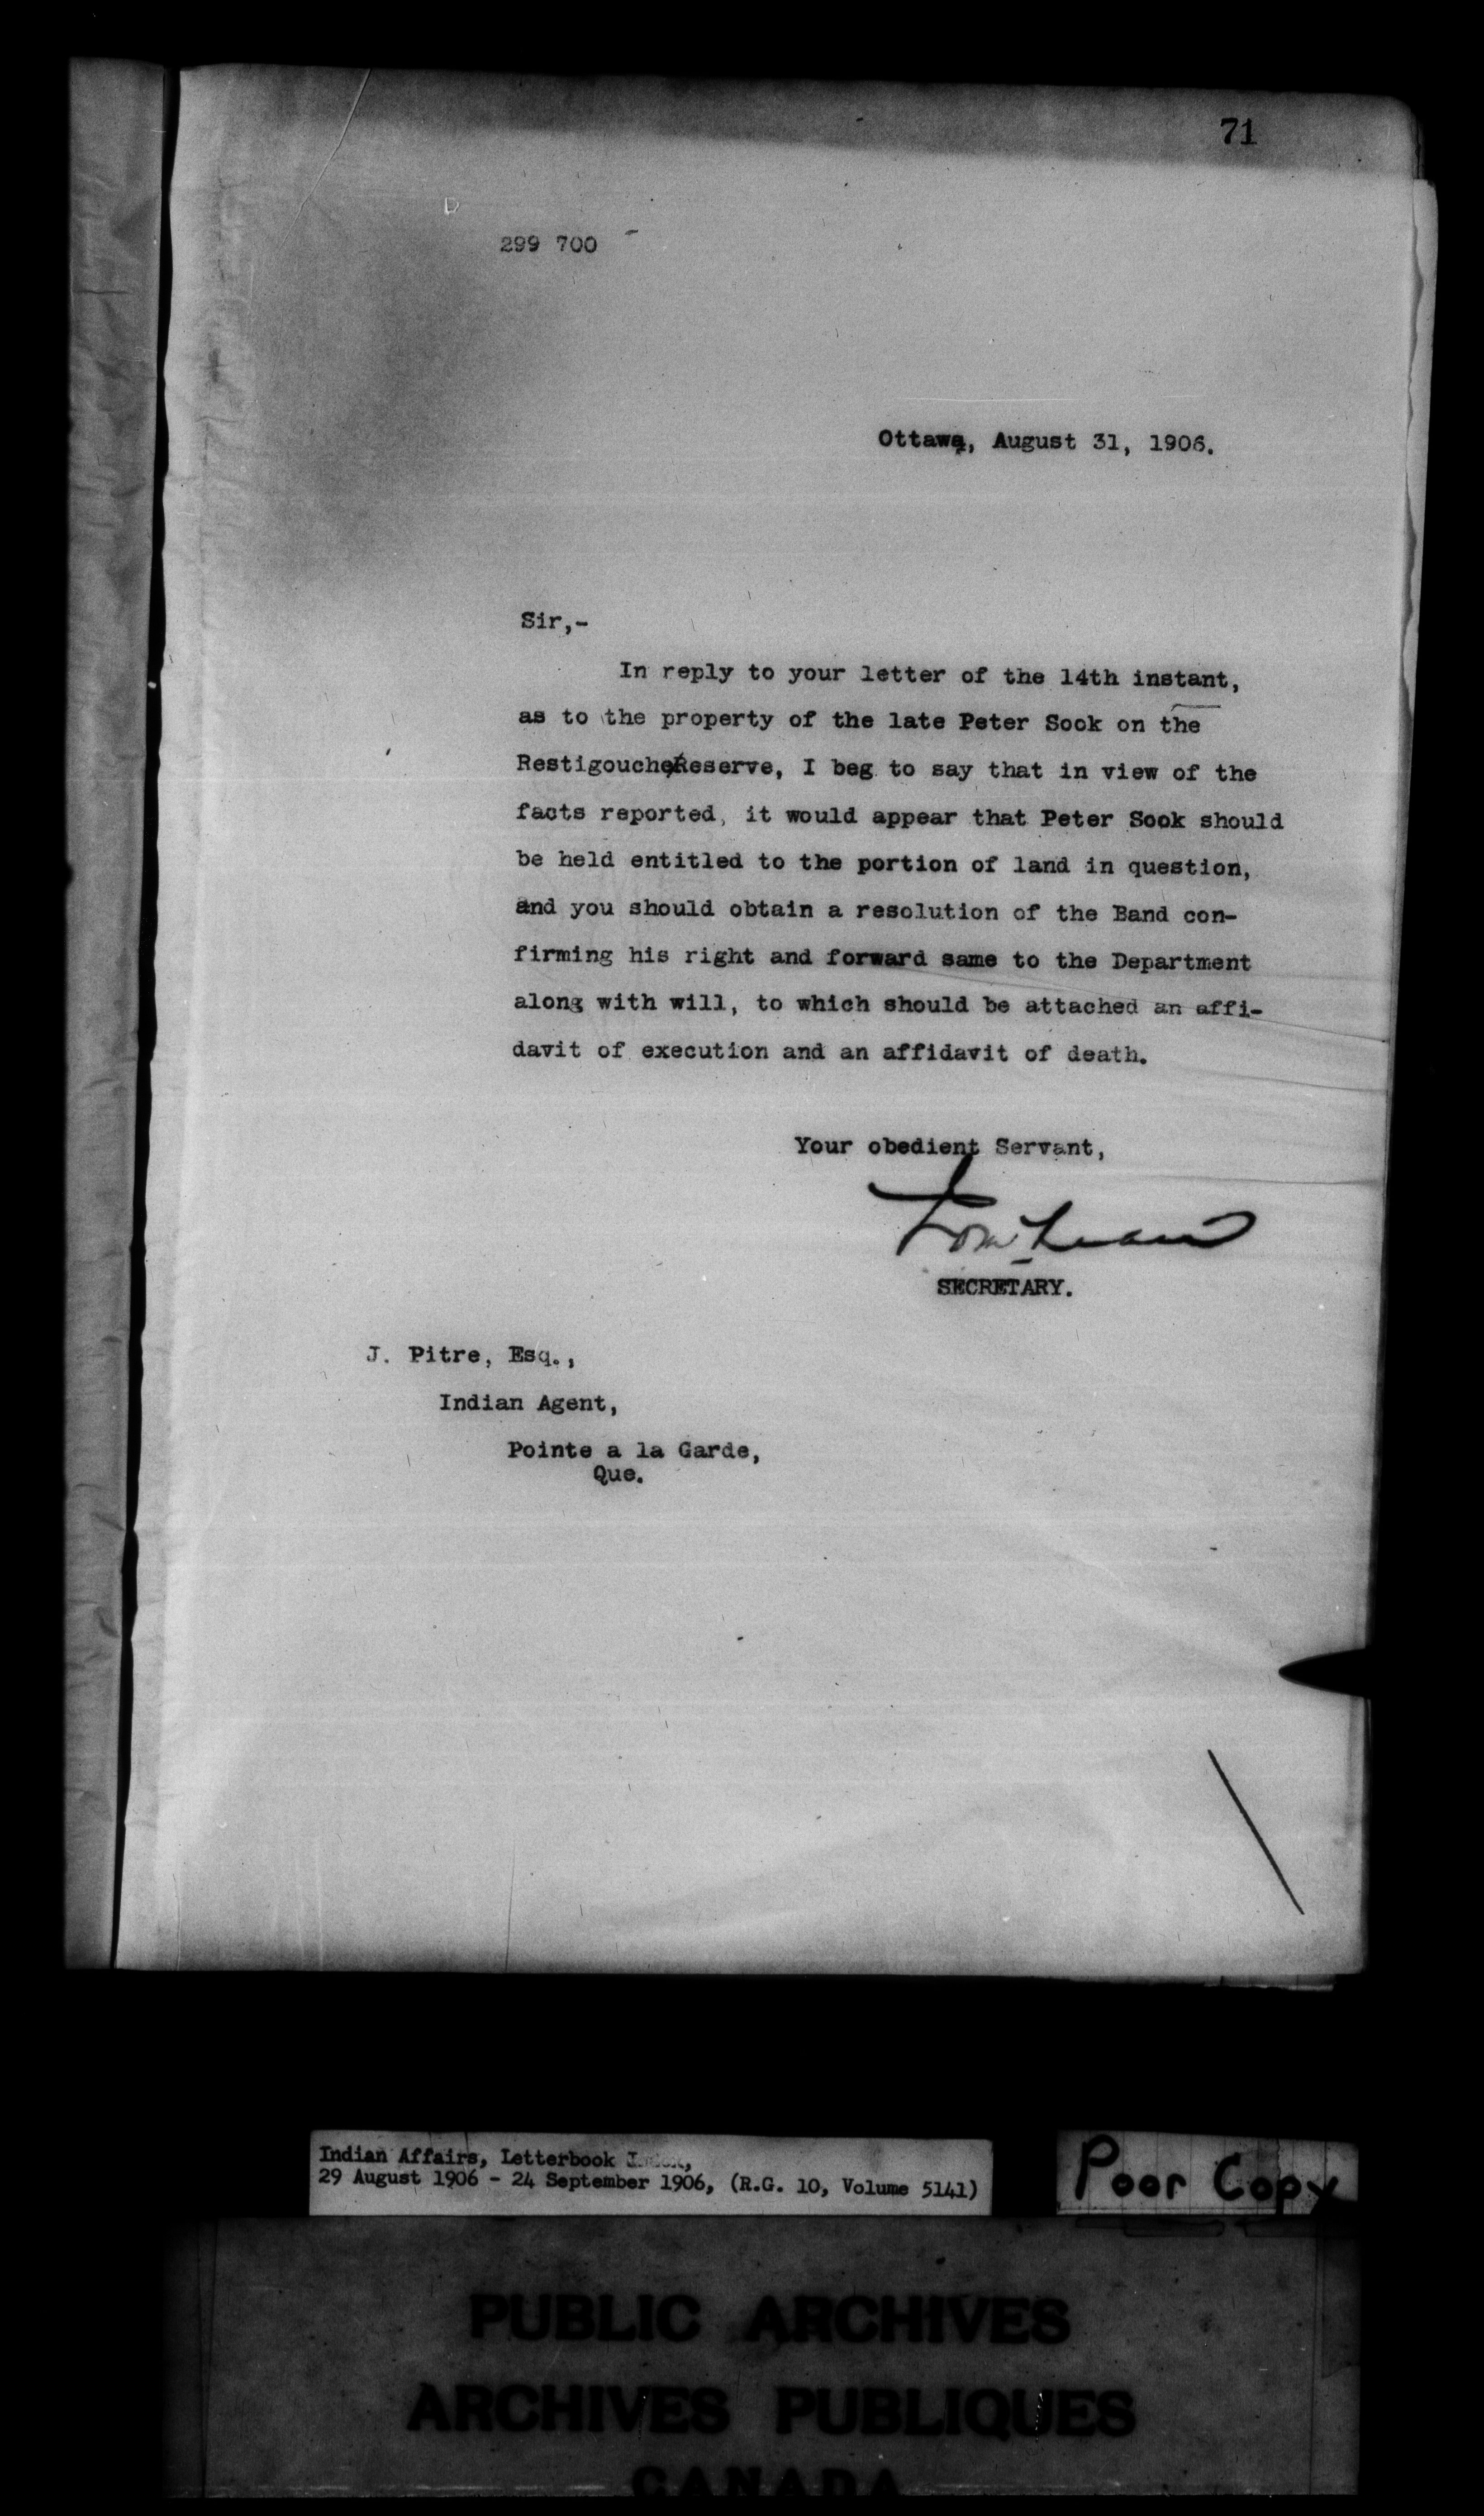 71
299 700
Ottawa, August 31, 1906.
Sir,-
In reply to your letter of the 14th instant,
as to the property of the late Peter Sook on the
Restigouche Reserve, I beg to say that in view of the
facts reported, it would appear that Peter Sook should
be held entitled to the portion of land in question,
and you should obtain a resolution of the Band con-
firming his right and forward same to the Department
along with will, to which should be attached an affi-
davit of execution and an affidavit of death.
Your obedient Servant,
SECRETARY.
J. Pitre, Esq.,
Indian Agent,
Pointe a la Garde,
Que.
Indian Affairs, Letterbook
29 August 1906 - 24 September 1906, (R.G. 10, Volume 5141)
Poor Copy
PUBLIC ARCHIVES
ARCHIVES PUBLIQUES
CANADA